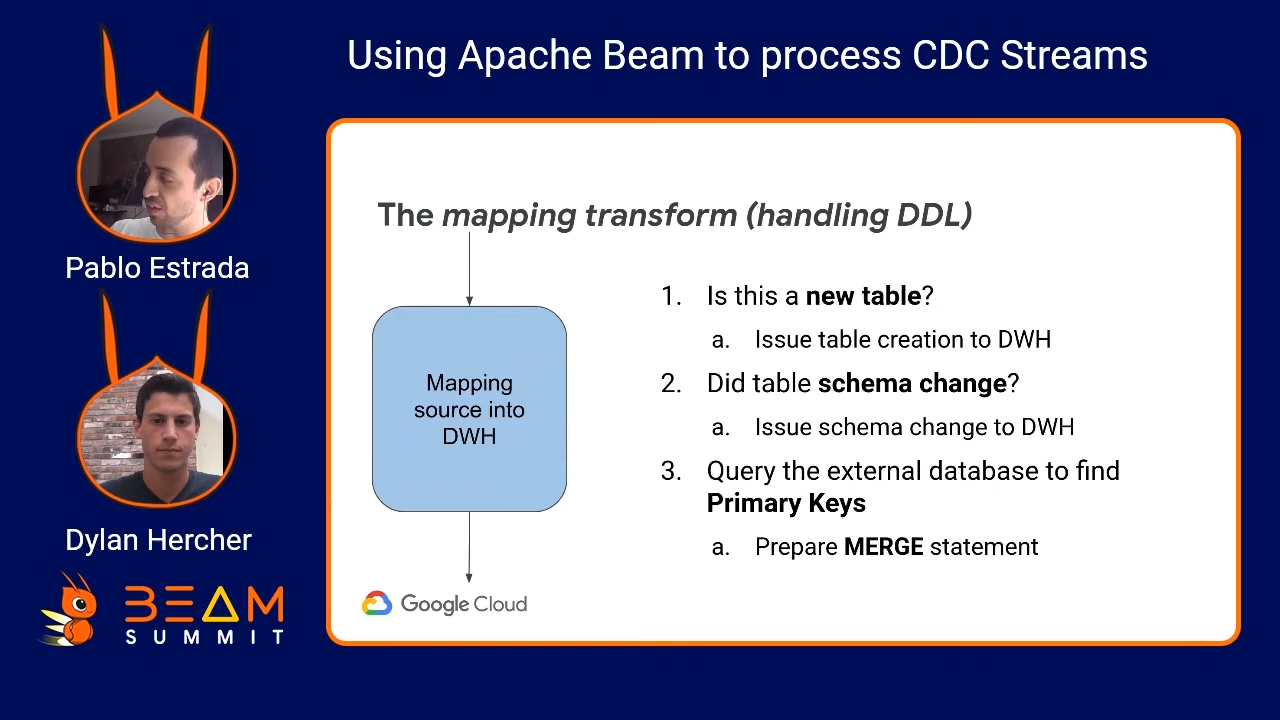 Using Apache Beam to process CDC Streams
Pablo Estrada
Dylan Hercher
BEAM
SUMMIT
The mapping transform (handling DDL)
Mapping
source into
DWH
Google Cloud
1. Is this a new table?
a. Issue table creation to DWH
2. Did table schema change?
a. Issue schema change to DWH
3. Query the external database to find
Primary Keys
a. Prepare MERGE statement